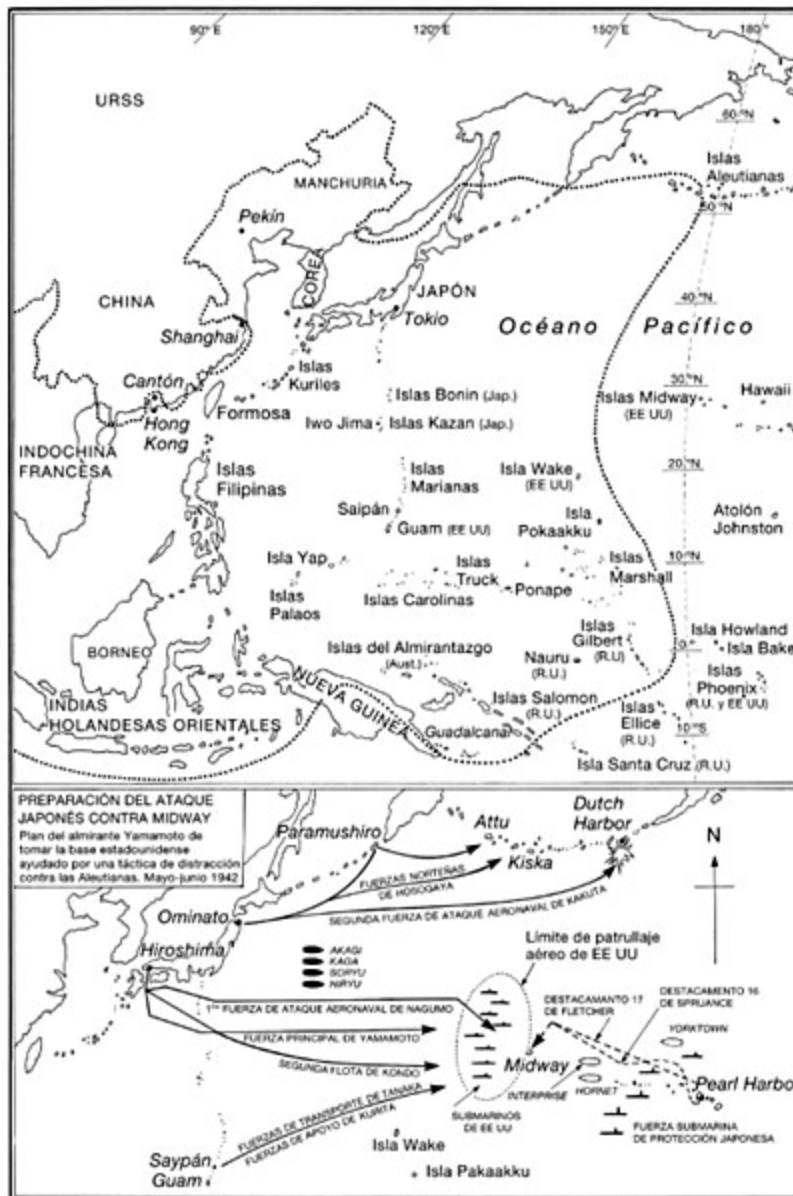 90° E
120°E
150°E
180°
URSS
60 °N
Islas
Aleutianas
MANCHURIA
50 °N
Pekín
COREA
CHINA
JAPÓN
40 °N
Tokio
Océano Pacífico
Shanghai
Islas
Kuriles
Cantón
30 °N
Islas Bonin (Jap.)
Islas Midway
(EE UU)
Hawaii
Formosa
Hong
Kong
Iwo Jima
Islas Kazan (Jap.)
INDOCHINA
FRANCESA
Islas
Filipinas
Islas
Marianas
Isla Wake
(EE UU)
20 °N
Saipán
Guam (EE UU)
Isla
Pokaakku
Atolón
Johnston
Isla Yap
Islas
Truck
Islas
Marshall
10 °N
Ponape
Islas
Palaos
Islas Carolinas
Islas
Gilbert
(R.U)
Isla Howland
Isla Bake
0°
BORNEO
Islas del Almirantazgo
(Aust.)
Nauru
(R.U.)
Islas
Phoenix
(R.U. y EE UU)
NUEVA GUINEA
Islas Salomon
(R.U.)
INDIAS
HOLANDESAS ORIENTALES
Islas
Ellice
(R.U.)
10 °S
Guadalcanal
Isla Santa Cruz (R.U.)
PREPARACIÓN DEL ATAQUE
JAPONÉS CONTRA MIDWAY
Plan del almirante Yamamoto de
tomar la base estadounidense
ayudado por una táctica de distracción
contra las Aleutianas. Mayo-junio 1942
Paramushiro
Attu
Kiska
Dutch
Harbor
N
FUERZAS NORTEÑAS
DE HOSOGAYA
SEGUNDA FUERZA DE ATAQUE AERONAVAL DE KAKUTA
Ominato
Hiroshima
AKAGI
KAGA
SORYU
HIRYU
Límite de patrullaje
aéreo de EE UU
1ra FUERZA DE ATAQUE AERONAVAL DE NAGUMO
DESTACAMANTO 17
DE FLETCHER
DESTACAMENTO 16
DE SPRUANCE
FUERZA PRINCIPAL DE YAMAMOTO
YORKTOWN
SEGUNDA FLOTA DE KONDO
Midway
INTERPRISE
HORNET
Pearl Harbo
FUERZAS DE TRANSPORTE DE TANAKA
FUERZAS DE APOYO DE KURITA
SUBMARINOS
DE EE UU
FUERZA SUBMARINA
DE PROTECCIÓN JAPONESA
Isla Wake
Saypán
Guam
Isla Pakaakku